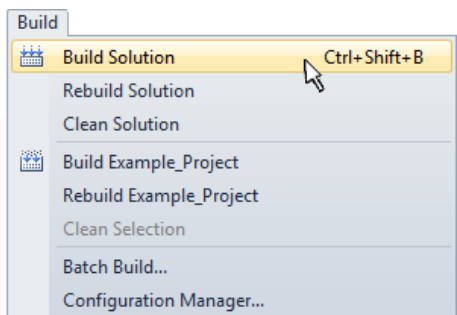 Build
Build Solution Ctrl+Shift+B
Rebuild Solution
Clean Solution
Build Example_Project
Rebuild Example_Project
Clean Selection
Batch Build...
Configuration Manager...